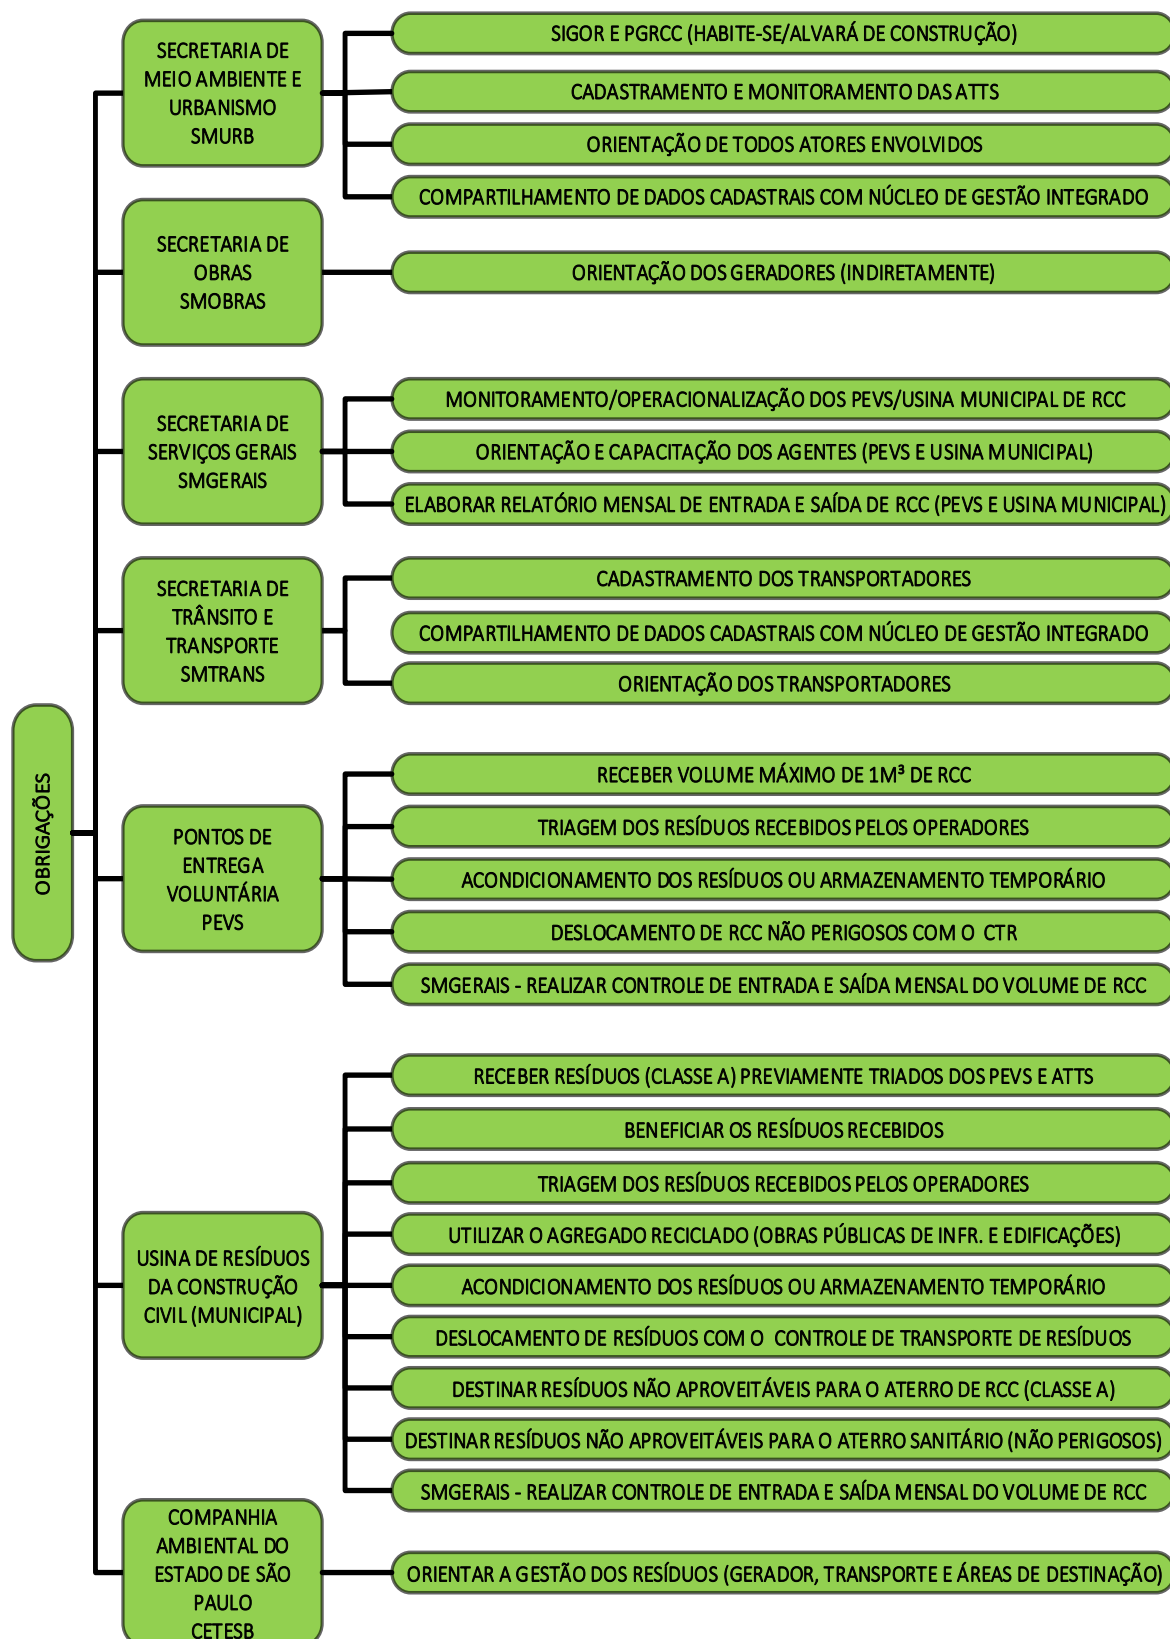 OBRIGAÇÕES
SECRETARIA DE
MEIO AMBIENTE E
URBANISMO
SMURB
SIGOR E PGRCC (HABITE-SE/ALVARÁ DE CONSTRUÇÃO)
CADASTRAMENTO E MONITORAMENTO DAS ATTS
ORIENTAÇÃO DE TODOS ATORES ENVOLVIDOS
COMPARTILHAMENTO DE DADOS CADASTRAIS COM NÚCLEO DE GESTÃO INTEGRADO
SECRETARIA DE
OBRAS
SMOBRAS
ORIENTAÇÃO DOS GERADORES (INDIRETAMENTE)
SECRETARIA DE
SERVIÇOS GERAIS
SMGERAIS
MONITORAMENTO/OPERACIONALIZAÇÃO DOS PEVS/USINA MUNICIPAL DE RCC
ORIENTAÇÃO E CAPACITAÇÃO DOS AGENTES (PEVS E USINA MUNICIPAL)
ELABORAR RELATÓRIO MENSAL DE ENTRADA E SAÍDA DE RCC (PEVS E USINA MUNICIPAL)
SECRETARIA DE
TRÂNSITO E
TRANSPORTE
SMTRANS
CADASTRAMENTO DOS TRANSPORTADORES
COMPARTILHAMENTO DE DADOS CADASTRAIS COM NÚCLEO DE GESTÃO INTEGRADO
ORIENTAÇÃO DOS TRANSPORTADORES
PONTOS DE
ENTREGA
VOLUNTÁRIA
PEVS
RECEBER VOLUME MÁXIMO DE 1M³ DE RCC
TRIAGEM DOS RESÍDUOS RECEBIDOS PELOS OPERADORES
ACONDICIONAMENTO DOS RESÍDUOS OU ARMAZENAMENTO TEMPORÁRIO
DESLOCAMENTO DE RCC NÃO PERIGOSOS COM O CTR
SMGERAIS - REALIZAR CONTROLE DE ENTRADA E SAÍDA MENSAL DO VOLUME DE RCC
USINA DE RESÍDUOS
DA CONSTRUÇÃO
CIVIL (MUNICIPAL)
RECEBER RESÍDUOS (CLASSE A) PREVIAMENTE TRIADOS DOS PEVS E ATTS
BENEFICIAR OS RESÍDUOS RECEBIDOS
TRIAGEM DOS RESÍDUOS RECEBIDOS PELOS OPERADORES
UTILIZAR O AGREGADO RECICLADO (OBRAS PÚBLICAS DE INFR. E EDIFICAÇÕES)
ACONDICIONAMENTO DOS RESÍDUOS OU ARMAZENAMENTO TEMPORÁRIO
DESLOCAMENTO DE RESÍDUOS COM O CONTROLE DE TRANSPORTE DE RESÍDUOS
DESTINAR RESÍDUOS NÃO APROVEITÁVEIS PARA O ATERRO DE RCC (CLASSE A)
DESTINAR RESÍDUOS NÃO APROVEITÁVEIS PARA O ATERRO SANITÁRIO (NÃO PERIGOSOS)
SMGERAIS - REALIZAR CONTROLE DE ENTRADA E SAÍDA MENSAL DO VOLUME DE RCC
COMPANHIA
AMBIENTAL DO
ESTADO DE SÃO
PAULO
CETESB
ORIENTAR A GESTÃO DOS RESÍDUOS (GERADOR, TRANSPORTE E ÁREAS DE DESTINAÇÃO)